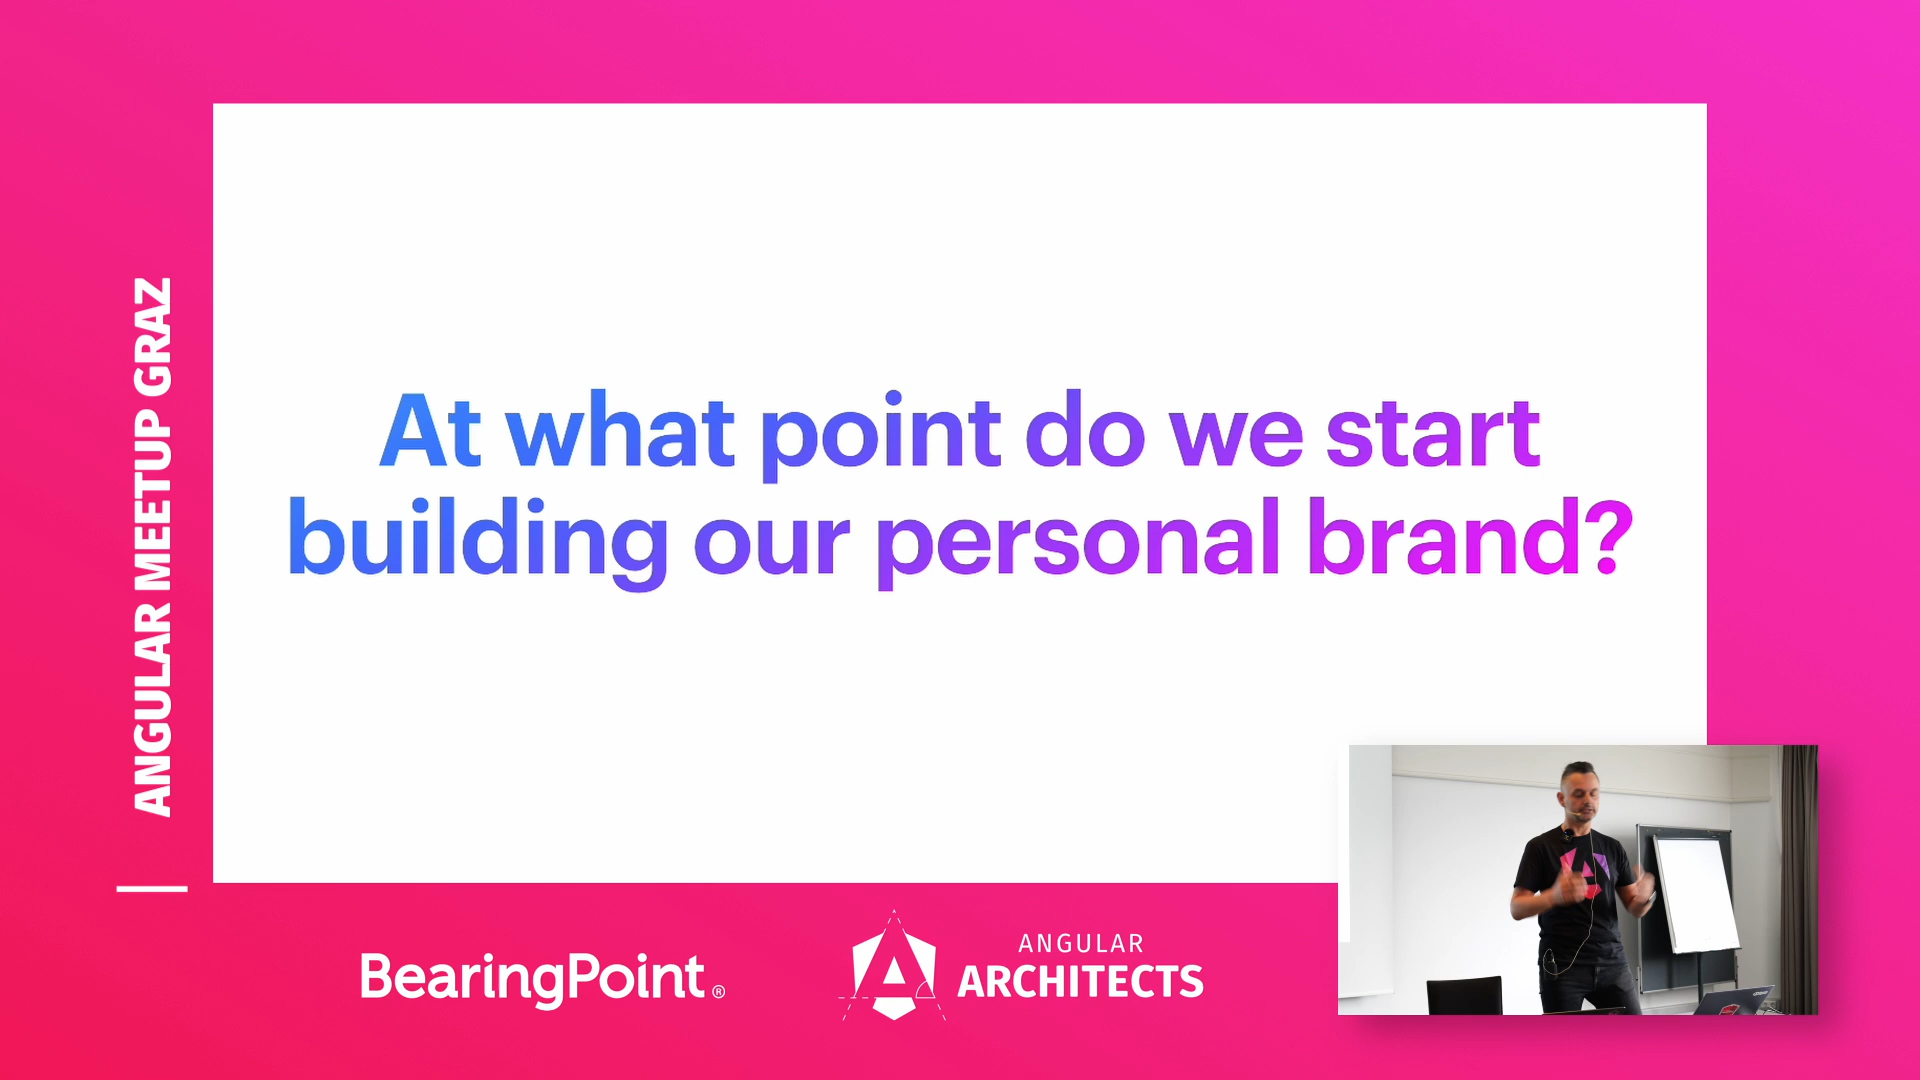 ANGULAR MEETUP GRAZ
At what point do we start
building our personal brand?
BearingPoint®
ANGULAR
ARCHITECTS